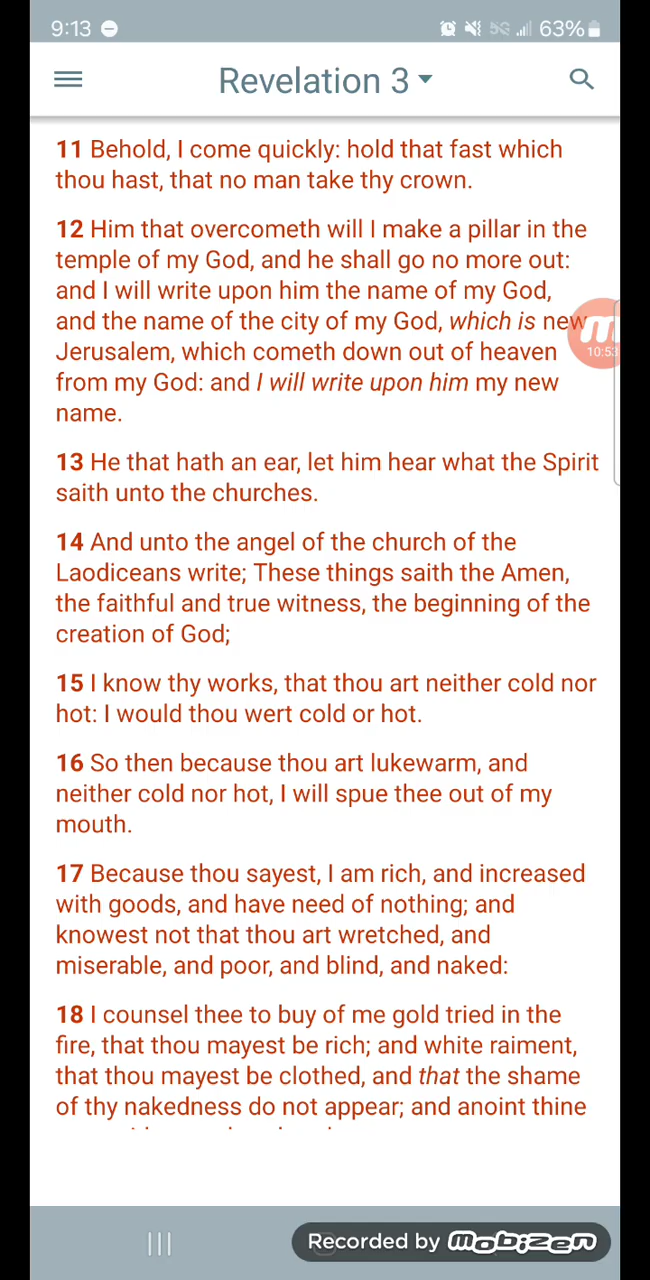 9:13 5G 63%
Revelation 3
11 Behold, I come quickly: hold that fast which
thou hast, that no man take thy crown.
12 Him that overcometh will I make a pillar in the
temple of my God, and he shall go no more out:
and I will write upon him the name of my God,
and the name of the city of my God, which is new
Jerusalem, which cometh down out of heaven
from my God: and I will write upon him my new
name.
10:53
13 He that hath an ear, let him hear what the Spirit
saith unto the churches.
14 And unto the angel of the church of the
Laodiceans write; These things saith the Amen,
the faithful and true witness, the beginning of the
creation of God;
15 I know thy works, that thou art neither cold nor
hot: I would thou wert cold or hot.
16 So then because thou art lukewarm, and
neither cold nor hot, I will spue thee out of my
mouth.
17 Because thou sayest, I am rich, and increased
with goods, and have need of nothing; and
knowest not that thou art wretched, and
miserable, and poor, and blind, and naked:
18 I counsel thee to buy of me gold tried in the
fire, that thou mayest be rich; and white raiment,
that thou mayest be clothed, and that the shame
of thy nakedness do not appear; and anoint thine
Recorded by mobizen